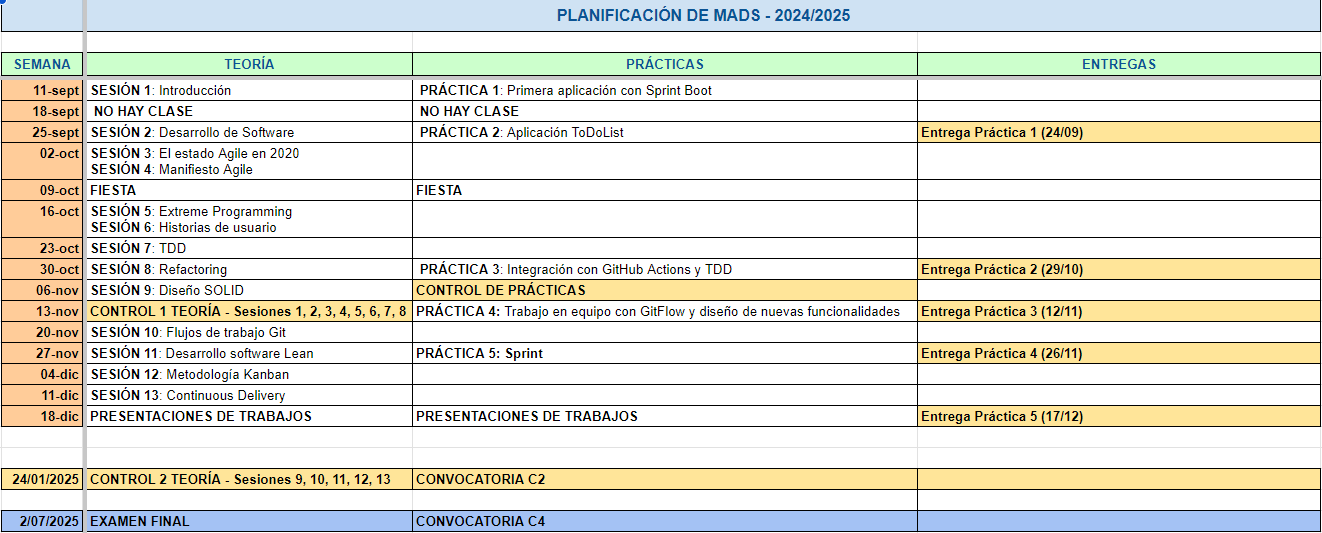 PLANIFICACIÓN DE MADS - 2024/2025
SEMANA TEORÍA PRÁCTICAS ENTREGAS
11-sept SESIÓN 1: Introducción PRÁCTICA 1: Primera aplicación con Sprint Boot
18-sept NO HAY CLASE NO HAY CLASE
25-sept SESIÓN 2: Desarrollo de Software PRÁCTICA 2: Aplicación ToDoList Entrega Práctica 1 (24/09)
02-oct SESIÓN 3: El estado Agile en 2020
SESIÓN 4: Manifiesto Agile
09-oct FIESTA FIESTA
16-oct SESIÓN 5: Extreme Programming
SESIÓN 6: Historias de usuario
23-oct SESIÓN 7: TDD
30-oct SESIÓN 8: Refactoring PRÁCTICA 3: Integración con GitHub Actions y TDD Entrega Práctica 2 (29/10)
06-nov SESIÓN 9: Diseño SOLID CONTROL DE PRÁCTICAS
13-nov CONTROL 1 TEORÍA - Sesiones 1, 2, 3, 4, 5, 6, 7, 8 PRÁCTICA 4: Trabajo en equipo con GitFlow y diseño de nuevas funcionalidades Entrega Práctica 3 (12/11)
20-nov SESIÓN 10: Flujos de trabajo Git
27-nov SESIÓN 11: Desarrollo software Lean PRÁCTICA 5: Sprint Entrega Práctica 4 (26/11)
04-dic SESIÓN 12: Metodología Kanban
11-dic SESIÓN 13: Continuous Delivery
18-dic PRESENTACIONES DE TRABAJOS PRESENTACIONES DE TRABAJOS Entrega Práctica 5 (17/12)
24/01/2025 CONTROL 2 TEORÍA - Sesiones 9, 10, 11, 12, 13 CONVOCATORIA C2
2/07/2025 EXAMEN FINAL CONVOCATORIA C4